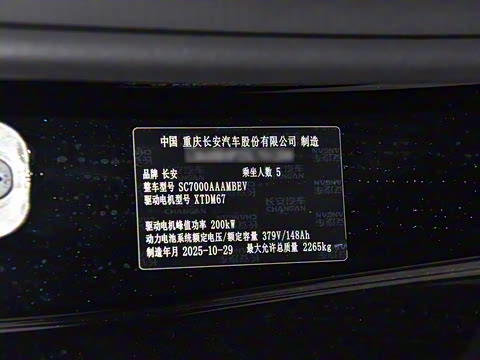 中国 重庆长安汽车股份有限公司 制造
品牌 长安 乘坐人数 5
整车型号 SC7000AAAMBEV
驱动电机型号 XTDM67
驱动电机峰值功率 200kW
动力电池系统额定电压/额定容量 379V/148Ah
制造年月 2025-10-29 最大允许总质量 2265kg